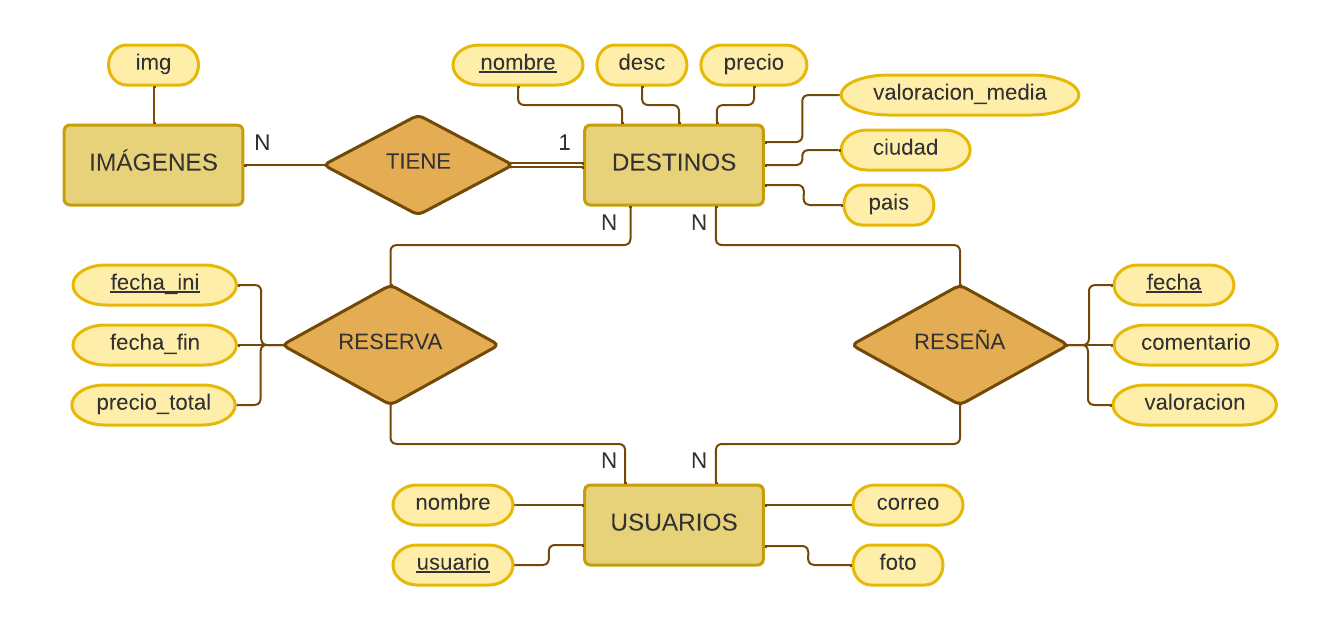 img
nombre
desc
precio
valoracion_media
IMÁGENES
N
TIENE
1
DESTINOS
ciudad
pais
N
N
fecha_ini
fecha_fin
precio_total
RESERVA
RESEÑA
fecha
comentario
valoracion
N
N
nombre
usuario
USUARIOS
correo
foto